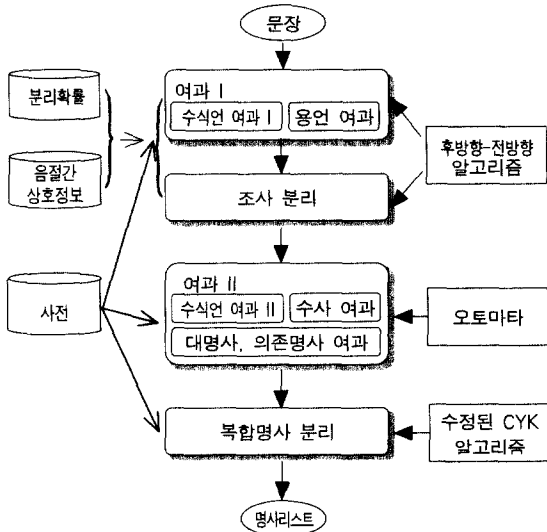 문장
분리확률
음절간
상호정보
사전
여과 I
수식언 여과 I
용언 여과
조사 분리
후방향-전방향
알고리즘
여과 II
수식언 여과 II
수사 여과
대명사, 의존명사 여과
오토마타
복합명사 분리
수정된 CYK
알고리즘
명사리스트